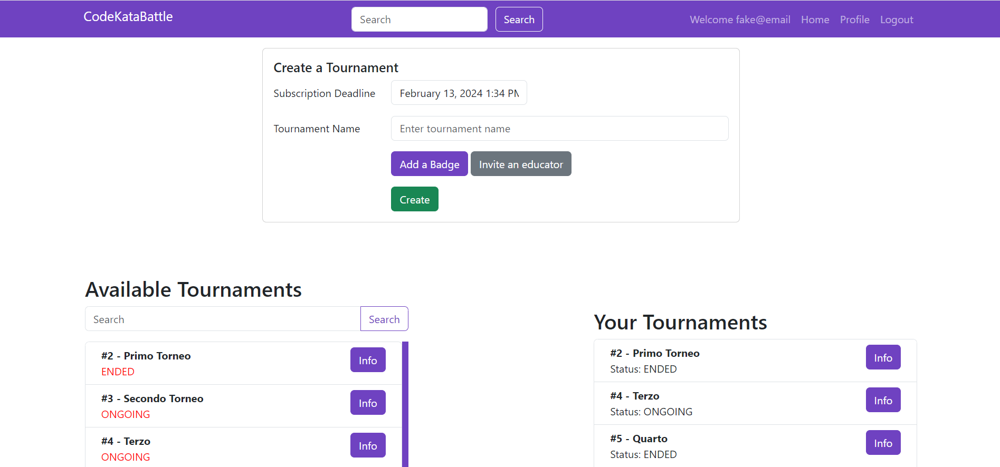 CodeKataBattle
Search
Search
Welcome fake@email
Home
Profile
Logout
Create a Tournament
Subscription Deadline
February 13, 2024 1:34 PM
Tournament Name
Enter tournament name
Add a Badge
Invite an educator
Create
Available Tournaments
Search
Search
#2 - Primo Torneo
ENDED
Info
#3 - Secondo Torneo
ONGOING
Info
#4 - Terzo
ONGOING
Info
Your Tournaments
#2 - Primo Torneo
Status: ENDED
Info
#4 - Terzo
Status: ONGOING
Info
#5 - Quarto
Status: ENDED
Info